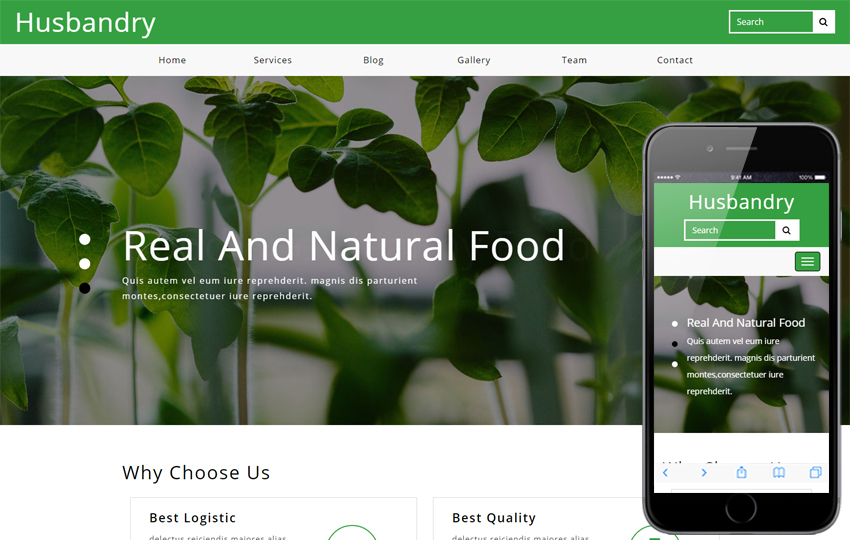 Husbandry
Search
Home Services Blog Gallery Team Contact
Real And Natural Food
Quis autem vel eum iure reprehderit. magnis dis parturient
montes,consectetuer iure reprehderit.
Why Choose Us
Best Logistic
delectus reiciendis maiores alias
Best Quality
delectus reiciendis maiores alias
8:41 AM
100%
Husbandry
Search
Real And Natural Food
Quis autem vel eum iure
reprehderit. magnis dis parturient
montes,consectetuer iure
reprehderit.